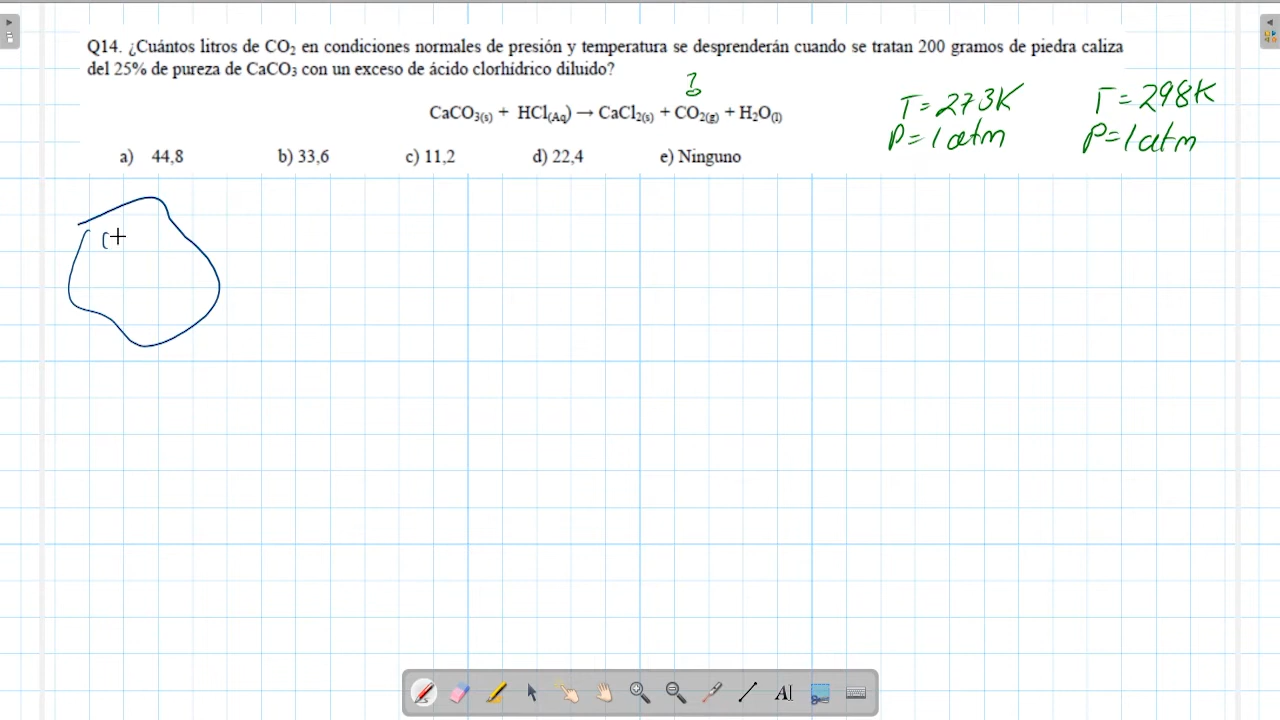 Q14. ¿Cuántos litros de CO₂ en condiciones normales de presión y temperatura se desprenderán cuando se tratan 200 gramos de piedra caliza
del 25% de pureza de CaCO₃ con un exceso de ácido clorhídrico diluido?
?
CaCO₃(s) + HCl(Aq) → CaCl₂(s) + CO₂(g) + H₂O(l)
a) 44,8 b) 33,6 c) 11,2 d) 22,4 e) Ninguno
T = 273K
P = 1 atm
T = 298K
P = 1 atm
C
AI